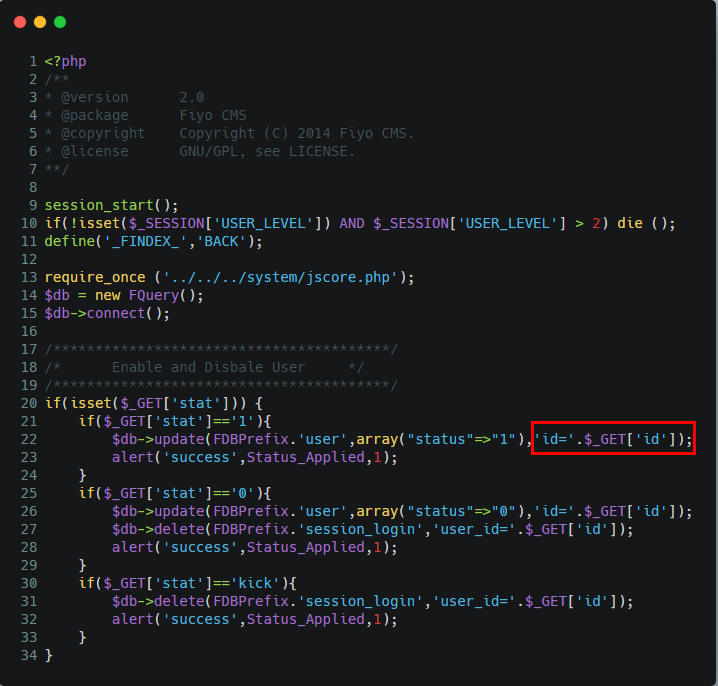 1 <?php
2 /**
3 * @version      2.0
4 * @package      Fiyo CMS
5 * @copyright    Copyright (C) 2014 Fiyo CMS.
6 * @license      GNU/GPL, see LICENSE.
7 **/
8
9 session_start();
10 if(!isset($_SESSION['USER_LEVEL']) AND $_SESSION['USER_LEVEL'] > 2) die ();
11 define('_FINDEX_','BACK');
12
13 require_once ('../../../system/jscore.php');
14 $db = new FQuery();
15 $db->connect();
16
17 /****************************************/
18 /*      Enable and Disbale User     */
19 /****************************************/
20 if(isset($_GET['stat'])) {
21     if($_GET['stat']=='1'){
22         $db->update(FDBPrefix.'user',array("status"=>"1"),'id='.$_GET['id']);
23         alert('success',Status_Applied,1);
24     }
25     if($_GET['stat']=='0'){
26         $db->update(FDBPrefix.'user',array("status"=>"0"),'id='.$_GET['id']);
27         $db->delete(FDBPrefix.'session_login','user_id='.$_GET['id']);
28         alert('success',Status_Applied,1);
29     }
30     if($_GET['stat']=='kick'){
31         $db->delete(FDBPrefix.'session_login','user_id='.$_GET['id']);
32         alert('success',Status_Applied,1);
33     }
34 }